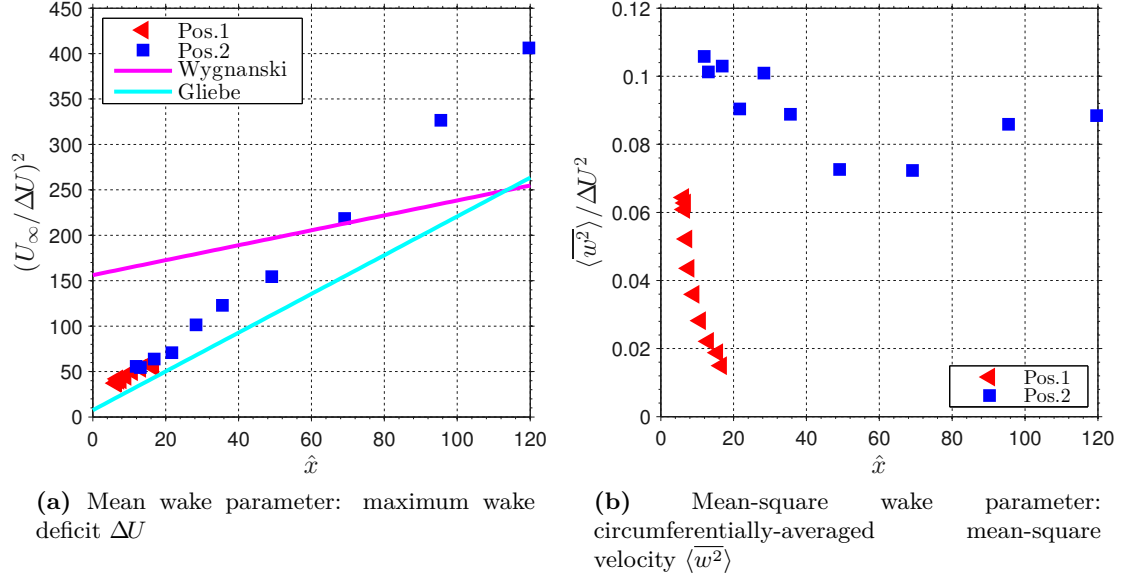 450
400
350
300
250
200
150
100
50
0
0 20 40 60 80 100 120
(U∞/ΔU)²
x̂
Pos.1
Pos.2
Wygnanski
Gliebe
(a) Mean wake parameter: maximum wake
deficit ΔU
0.12
0.1
0.08
0.06
0.04
0.02
0
0 20 40 60 80 100 120
⟨w̅²⟩/ΔU²
x̂
Pos.1
Pos.2
(b) Mean-square wake parameter:
circumferentially-averaged mean-square
velocity ⟨w̅²⟩